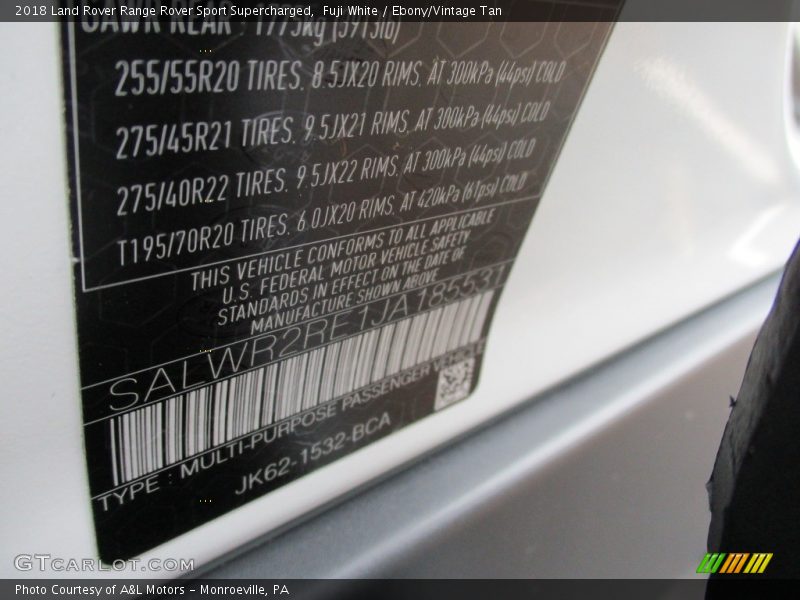 2018 Land Rover Range Rover Sport Supercharged, Fuji White / Ebony/Vintage Tan
GAWR REAR 1775kg (3913lb)
255/55R20 TIRES. 8.5JX20 RIMS. AT 300kPa (44psi) COLD
275/45R21 TIRES. 9.5JX21 RIMS. AT 300kPa (44psi) COLD
275/40R22 TIRES. 9.5JX22 RIMS. AT 300kPa (44psi) COLD
T195/70R20 TIRES. 6.0JX20 RIMS. AT 420kPa (61psi) COLD
THIS VEHICLE CONFORMS TO ALL APPLICABLE
U.S. FEDERAL MOTOR VEHICLE SAFETY
STANDARDS IN EFFECT ON THE DATE OF
MANUFACTURE SHOWN ABOVE
SALWR2RE1JA185531
TYPE : MULTI-PURPOSE PASSENGER VEHICLE
JK62-1532-BCA
GTCARLOT.COM
Photo Courtesy of A&L Motors - Monroeville, PA